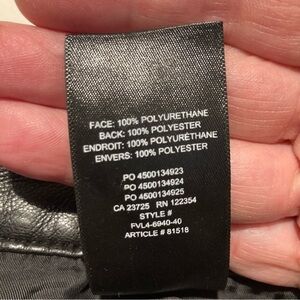 FACE: 100% POLYURETHANE
BACK: 100% POLYESTER
ENDROIT: 100% POLYURÉTHANE
ENVERS: 100% POLYESTER
PO 4500134923
PO 4500134924
PO 4500134925
CA 23725 RN 122354
STYLE #
FVL4-6940-40
ARTICLE # 81518